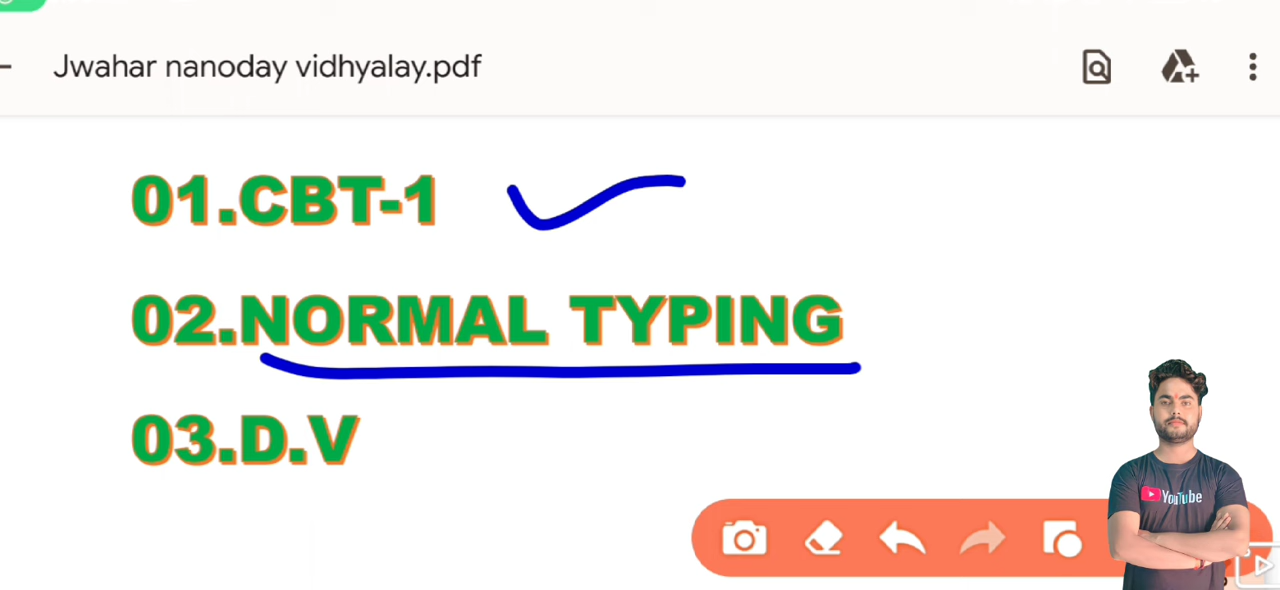 Jwahar nanoday vidhyalay.pdf
01.CBT-1
02.NORMAL TYPING
03.D.V
YouTube